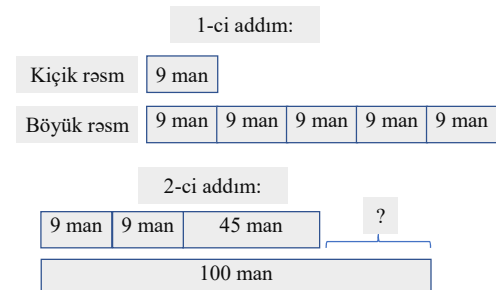 1-ci addım:
Kiçik rəsm 9 man
Böyük rəsm 9 man 9 man 9 man 9 man 9 man
2-ci addım:
9 man 9 man 45 man ?
100 man